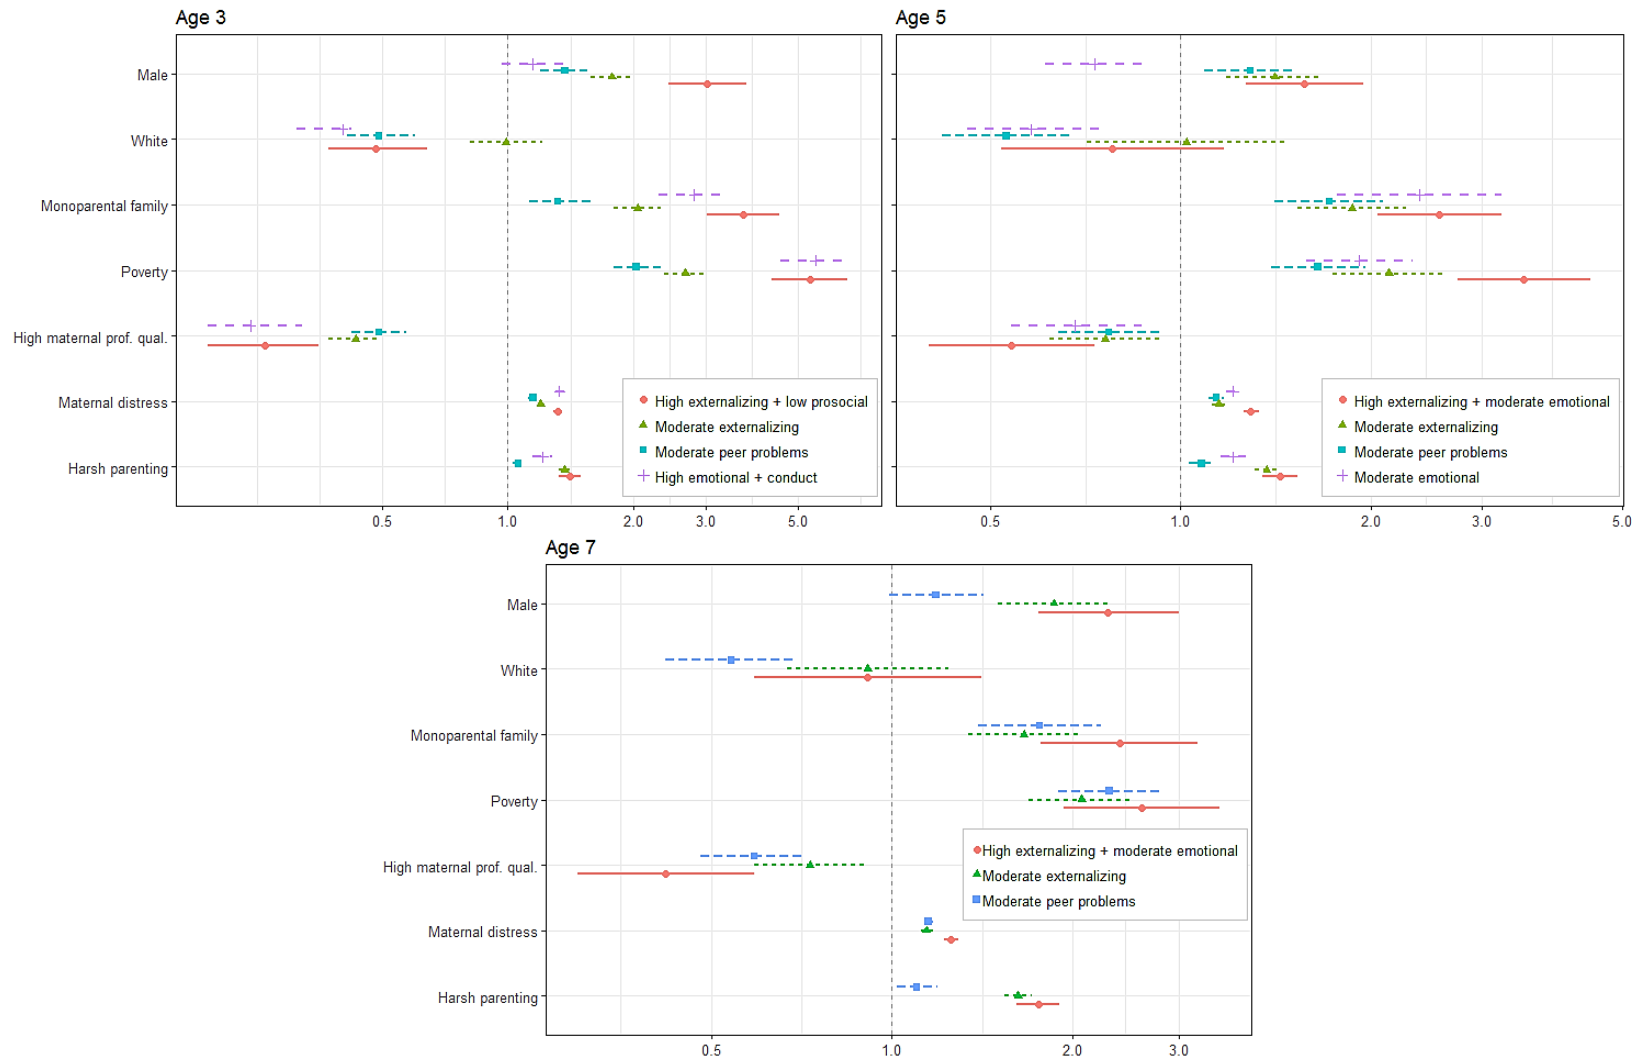 Age 3
Male
White
Monoparental family
Poverty
High maternal prof. qual.
Maternal distress
Harsh parenting
High externalizing + low prosocial
Moderate externalizing
Moderate peer problems
High emotional + conduct
0.5 1.0 2.0 3.0 5.0
Age 5
High externalizing + moderate emotional
Moderate externalizing
Moderate peer problems
Moderate emotional
0.5 1.0 2.0 3.0 5.0
Age 7
Male
White
Monoparental family
Poverty
High maternal prof. qual.
Maternal distress
Harsh parenting
High externalizing + moderate emotional
Moderate externalizing
Moderate peer problems
0.5 1.0 2.0 3.0